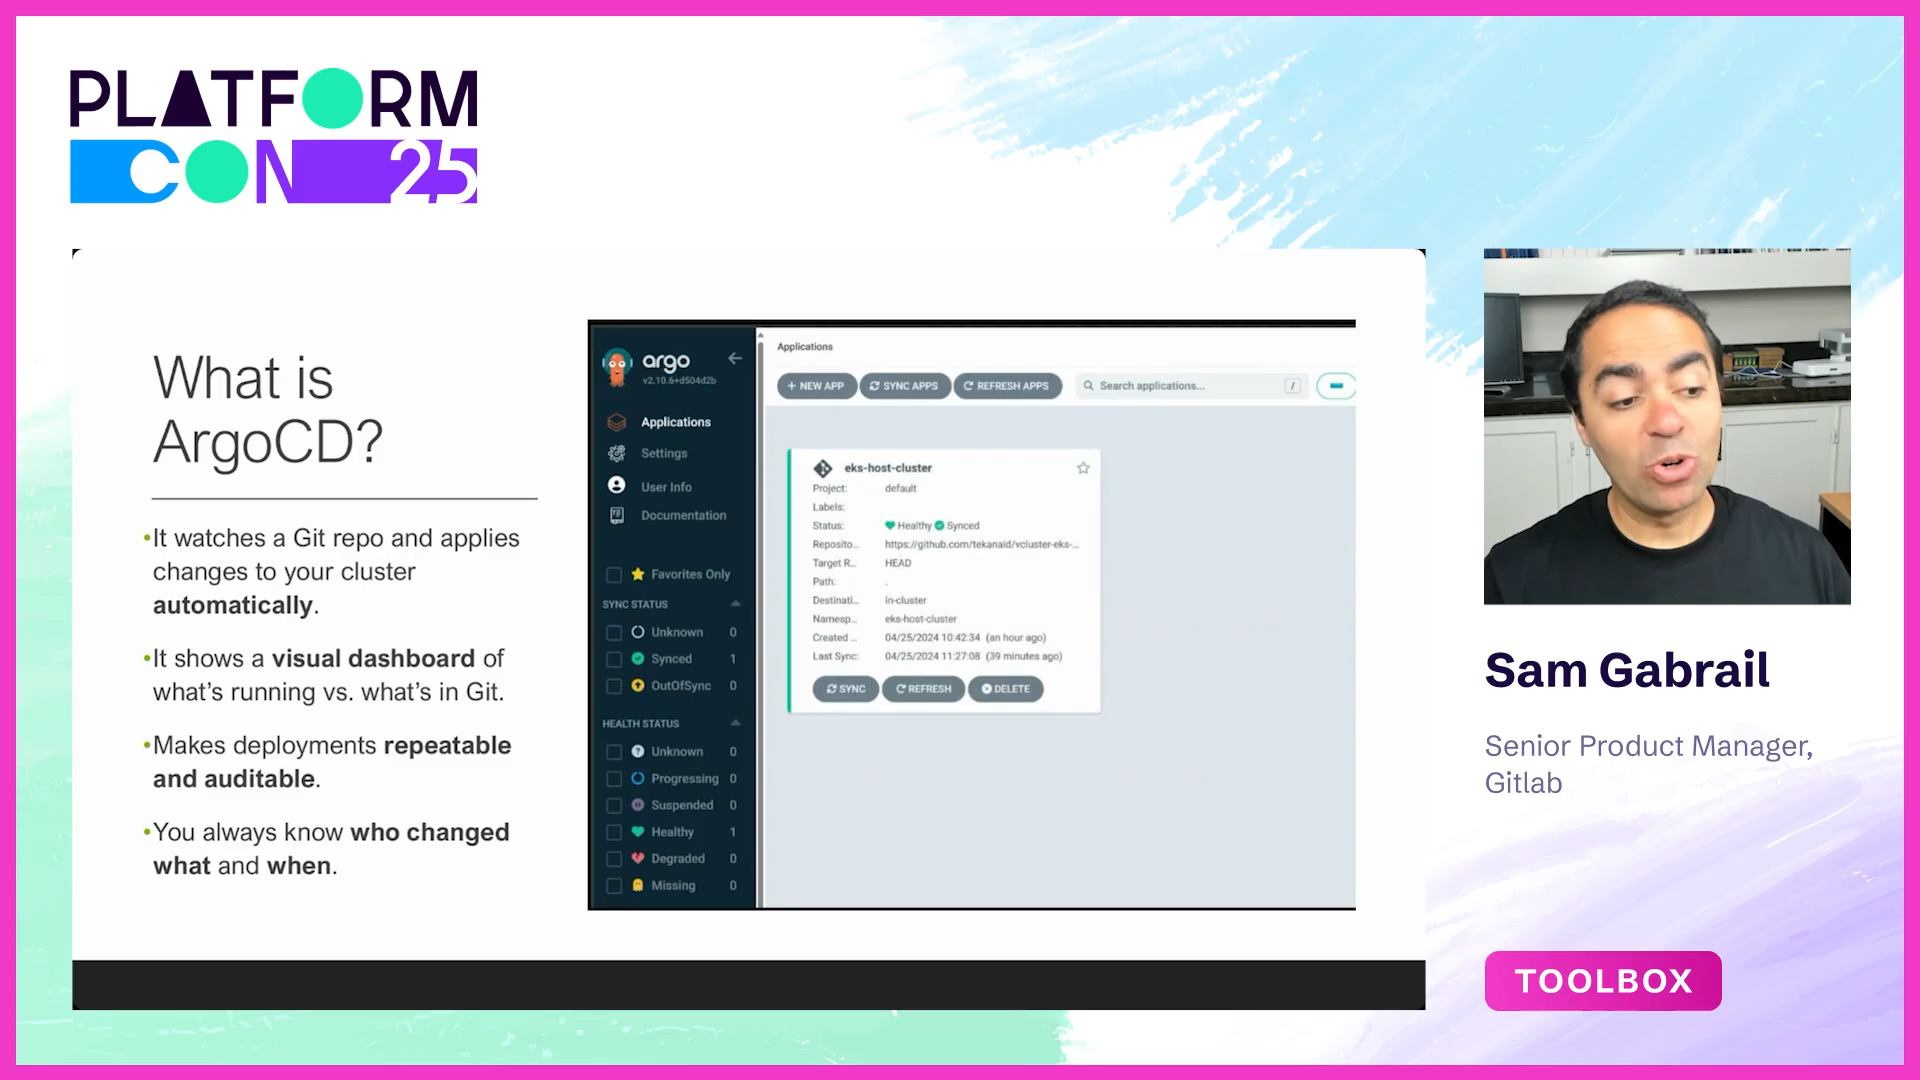 PLATFORM
CON 25
What is
ArgoCD?
•It watches a Git repo and applies
changes to your cluster
automatically.
•It shows a visual dashboard of
what's running vs. what's in Git.
•Makes deployments repeatable
and auditable.
•You always know who changed
what and when.
argo
v2.10.6+d504d2b
Applications
Settings
User Info
Documentation
Favorites Only
SYNC STATUS
Unknown 0
Synced 1
OutOfSync 0
HEALTH STATUS
Unknown 0
Progressing 0
Suspended 0
Healthy 1
Degraded 0
Missing 0
Applications
+ NEW APP SYNC APPS REFRESH APPS Search applications... /
eks-host-cluster
Project: default
Labels:
Status: Healthy Synced
Reposito... https://github.com/tekanaid/vcluster-eks-...
Target R... HEAD
Path: .
Destinati... in-cluster
Namesp... eks-host-cluster
Created ... 04/25/2024 10:42:34 (an hour ago)
Last Sync: 04/25/2024 11:27:08 (39 minutes ago)
SYNC REFRESH DELETE
Sam Gabrail
Senior Product Manager,
Gitlab
TOOLBOX